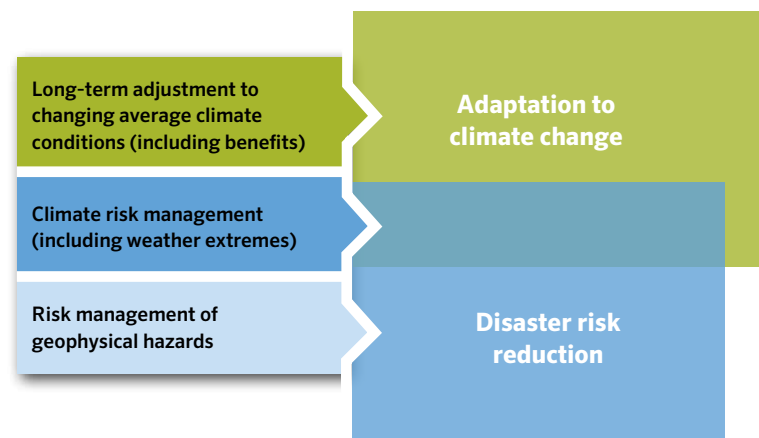 Long-term adjustment to
changing average climate
conditions (including benefits)
Adaptation to
climate change
Climate risk management
(including weather extremes)
Risk management of
geophysical hazards
Disaster risk
reduction